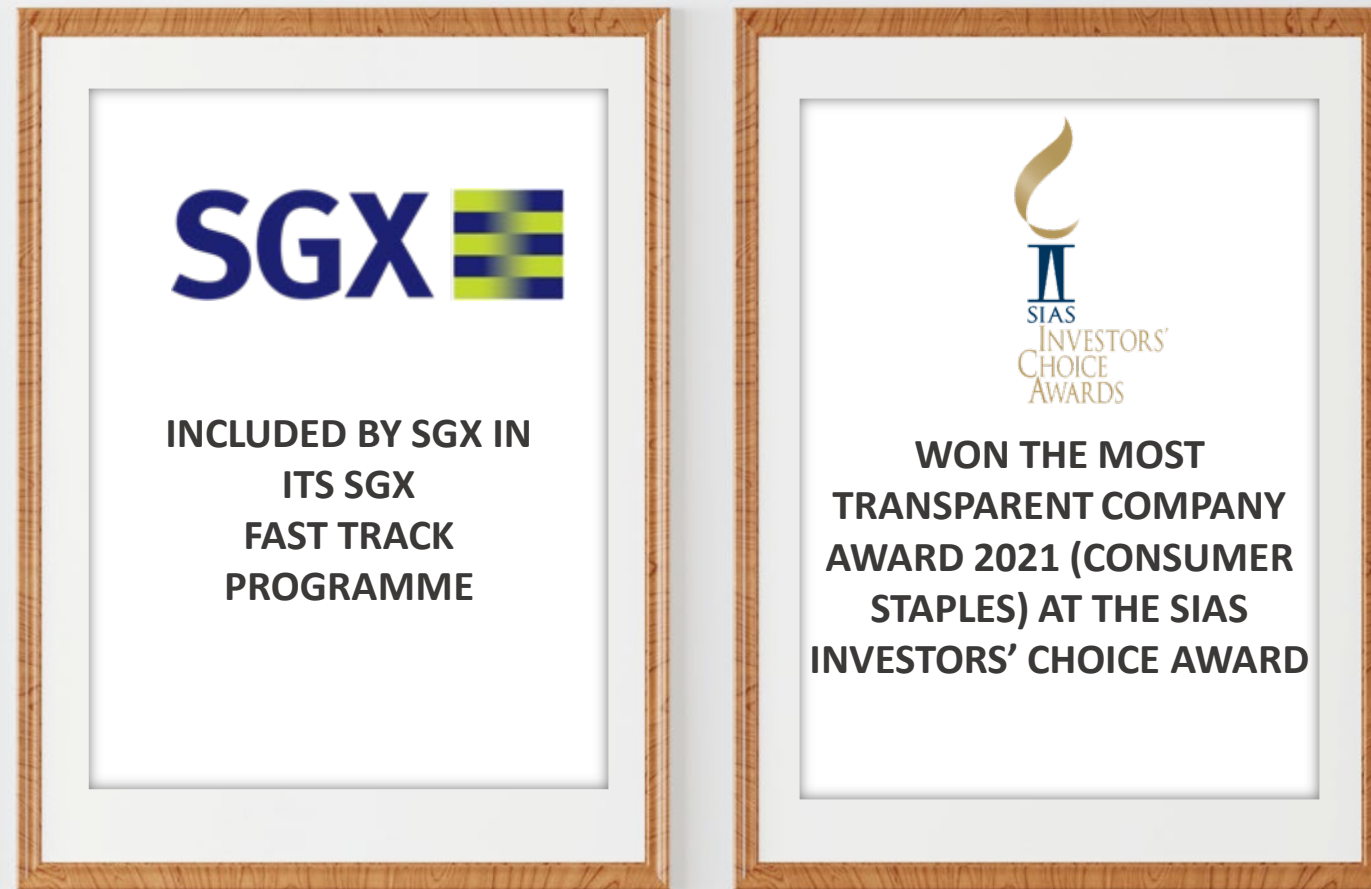 SGX
INCLUDED BY SGX IN
ITS SGX
FAST TRACK
PROGRAMME
SIAS
INVESTORS’
CHOICE
AWARDS
WON THE MOST
TRANSPARENT COMPANY
AWARD 2021 (CONSUMER
STAPLES) AT THE SIAS
INVESTORS’ CHOICE AWARD